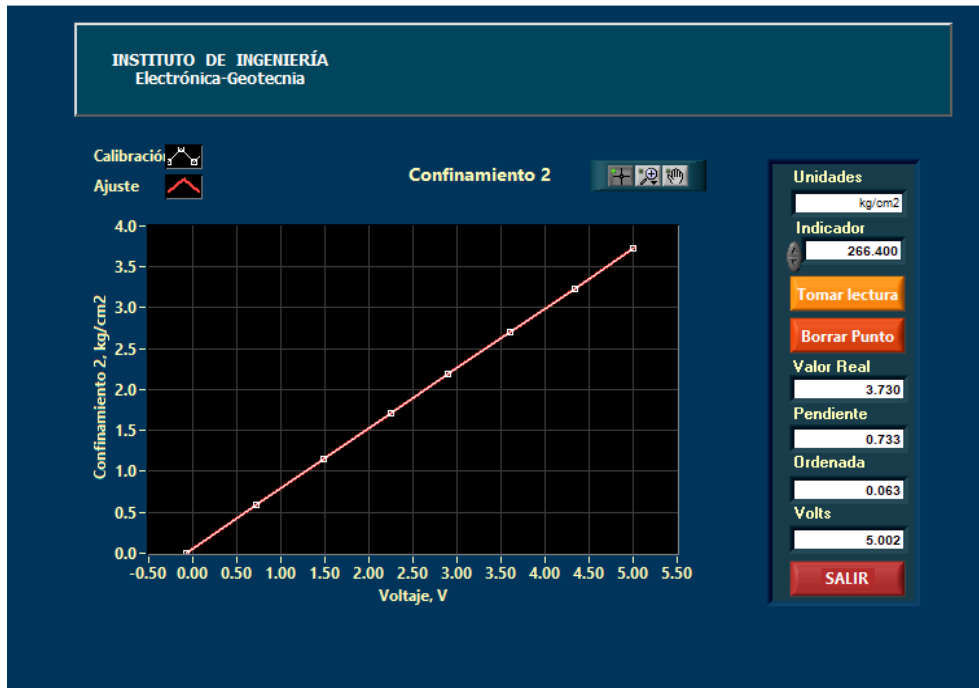 INSTITUTO DE INGENIERÍA
Electrónica-Geotecnia
Calibración
Ajuste
Confinamiento 2
4.0
3.5
3.0
2.5
2.0
1.5
1.0
0.5
0.0
Confinamiento 2, kg/cm2
-0.50 0.00 0.50 1.00 1.50 2.00 2.50 3.00 3.50 4.00 4.50 5.00 5.50
Voltaje, V
Unidades
kg/cm2
Indicador
266.400
Tomar lectura
Borrar Punto
Valor Real
3.730
Pendiente
0.733
Ordenada
0.063
Volts
5.002
SALIR